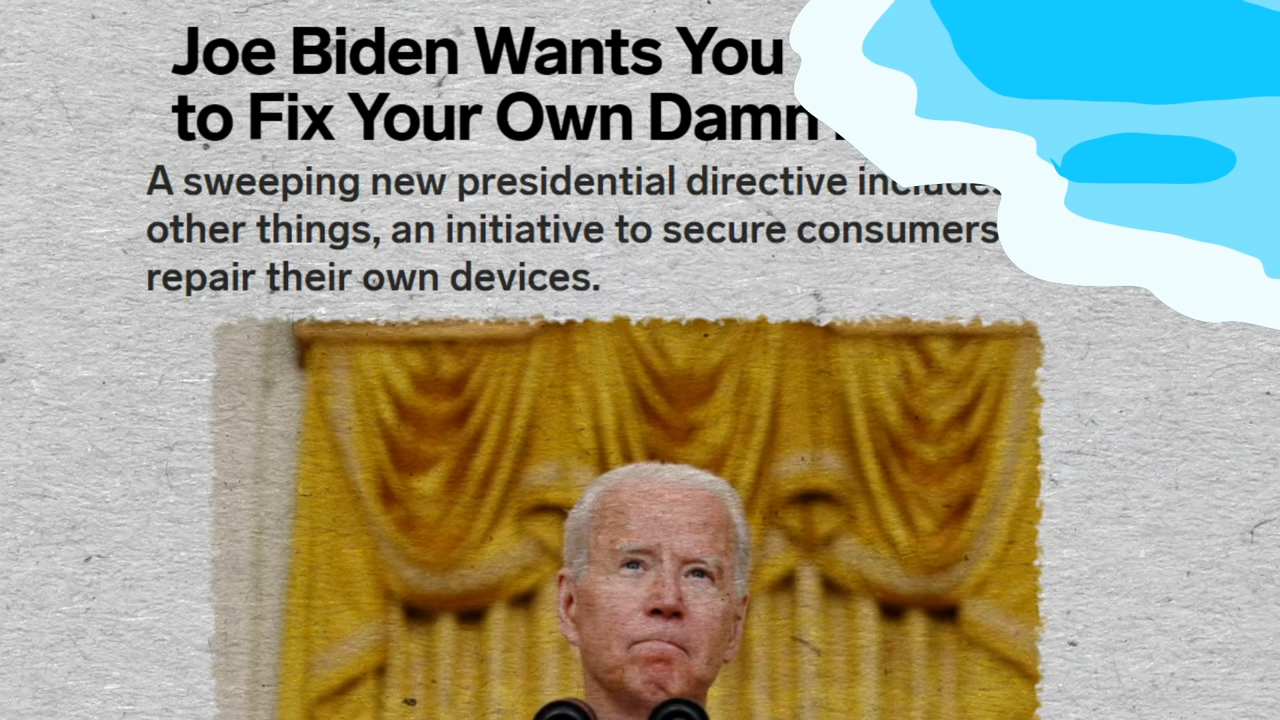 Joe Biden Wants You
to Fix Your Own Damn
A sweeping new presidential directive includes
other things, an initiative to secure consumers
repair their own devices.